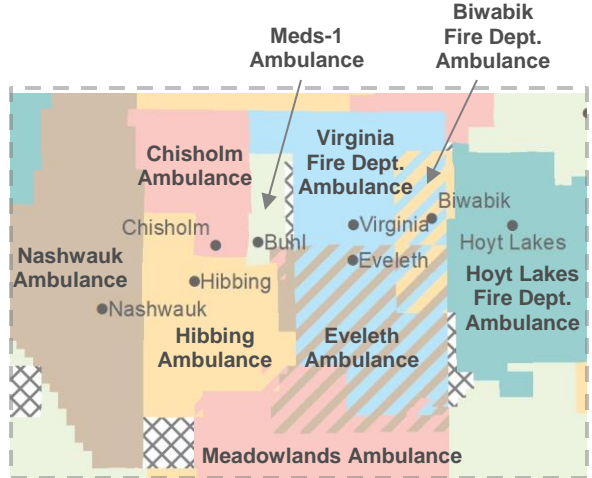 Meds-1
Ambulance
Biwabik
Fire Dept.
Ambulance
Chisholm
Ambulance
Virginia
Fire Dept.
Ambulance
Biwabik
Chisholm
Buhl
Virginia
Hoyt Lakes
Nashwauk
Ambulance
Hibbing
Eveleth
Hoyt Lakes
Fire Dept.
Ambulance
Nashwauk
Hibbing
Ambulance
Eveleth
Ambulance
Meadowlands Ambulance